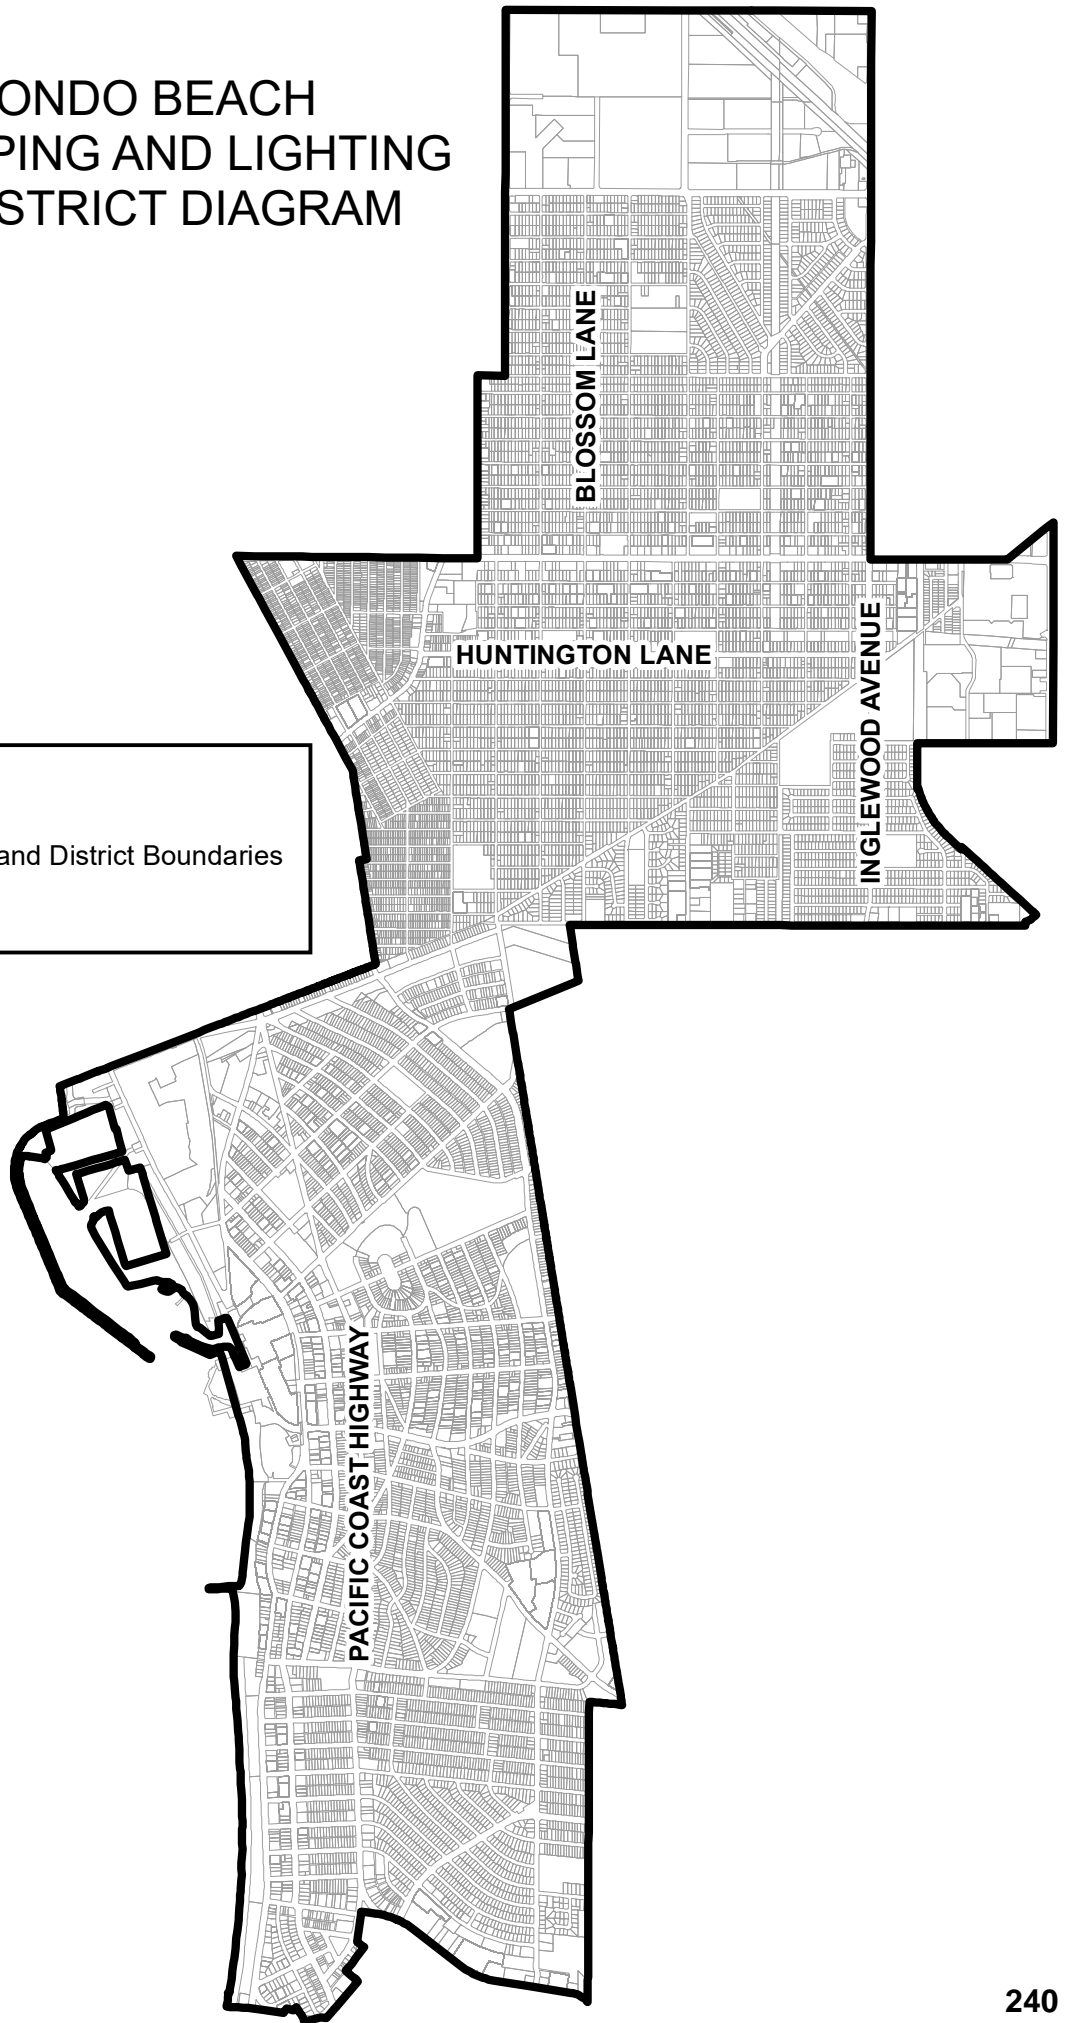 ONDO BEACH
PING AND LIGHTING
STRICT DIAGRAM
BLOSSOM LANE
HUNTINGTON LANE
INGLEWOOD AVENUE
and District Boundaries
PACIFIC COAST HIGHWAY
240